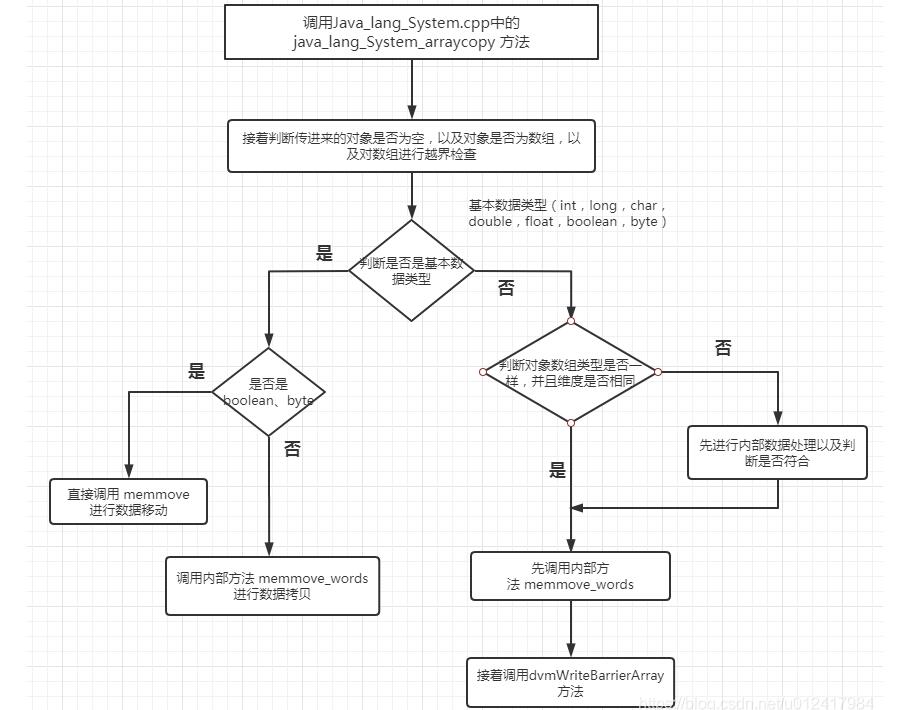 调用Java_lang_System.cpp中的
java_lang_System_arraycopy 方法
接着判断传进来的对象是否为空，以及对象是否为数组，以
及对数组进行越界检查
基本数据类型（int，long，char，
double，float，boolean，byte）
是
判断是否是基本数
据类型
否
是
是否是
boolean、byte
判断对象数组类型是否一
样，并且维度是否相同
否
否
先进行内部数据处理以及判
断是否符合
是
直接调用 memmove
进行数据移动
调用内部方法 memmove_words
进行数据拷贝
先调用内部方
法 memmove_words
接着调用dvmWriteBarrierArray
方法
https://blog.csdn.net/u012417984